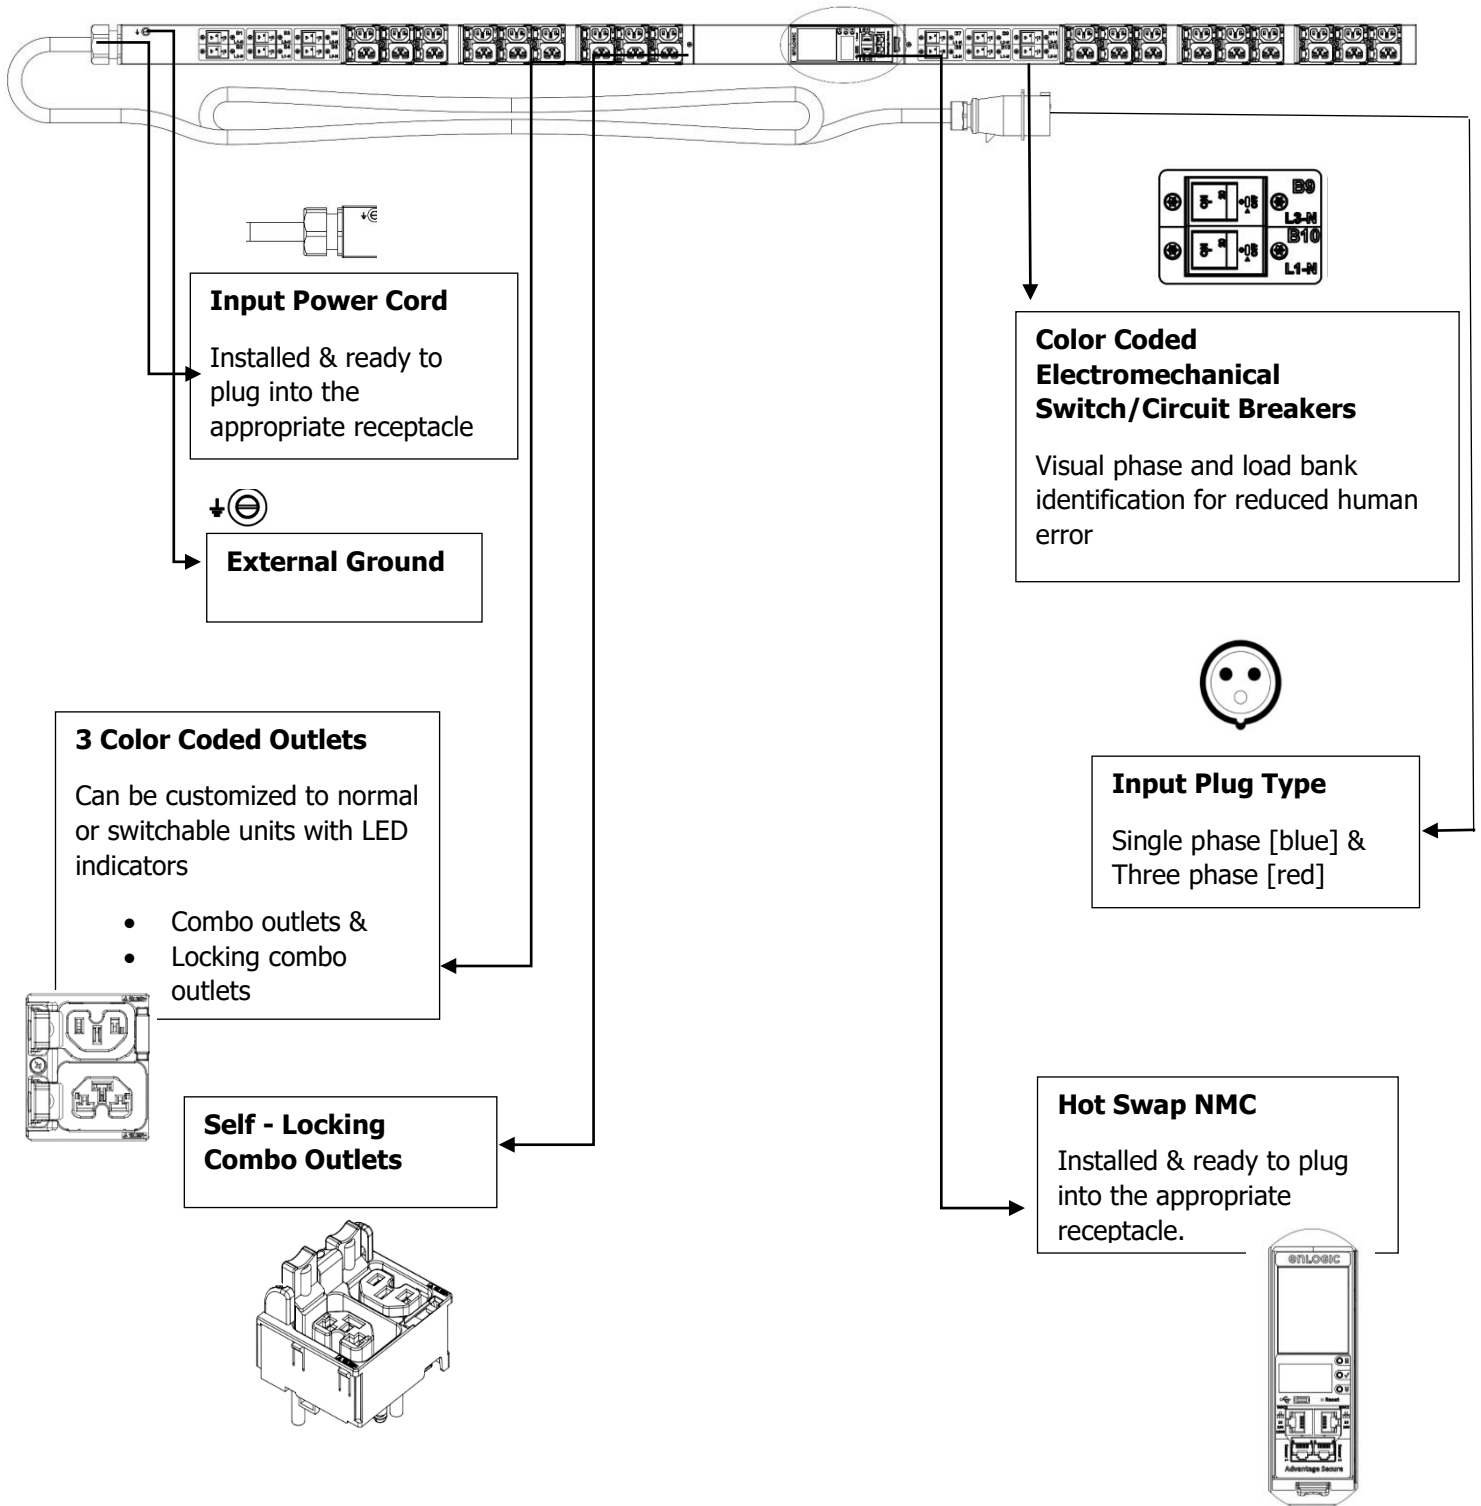 B9
L3-N
B10
L1-N
Input Power Cord
Installed & ready to
plug into the
appropriate receptacle
Color Coded
Electromechanical
Switch/Circuit Breakers
Visual phase and load bank
identification for reduced human
error
External Ground
3 Color Coded Outlets
Can be customized to normal
or switchable units with LED
indicators
• Combo outlets &
• Locking combo
outlets
Input Plug Type
Single phase [blue] &
Three phase [red]
Self - Locking
Combo Outlets
Hot Swap NMC
Installed & ready to plug
into the appropriate
receptacle.
enLOGIC
Reset
Advantage Secure